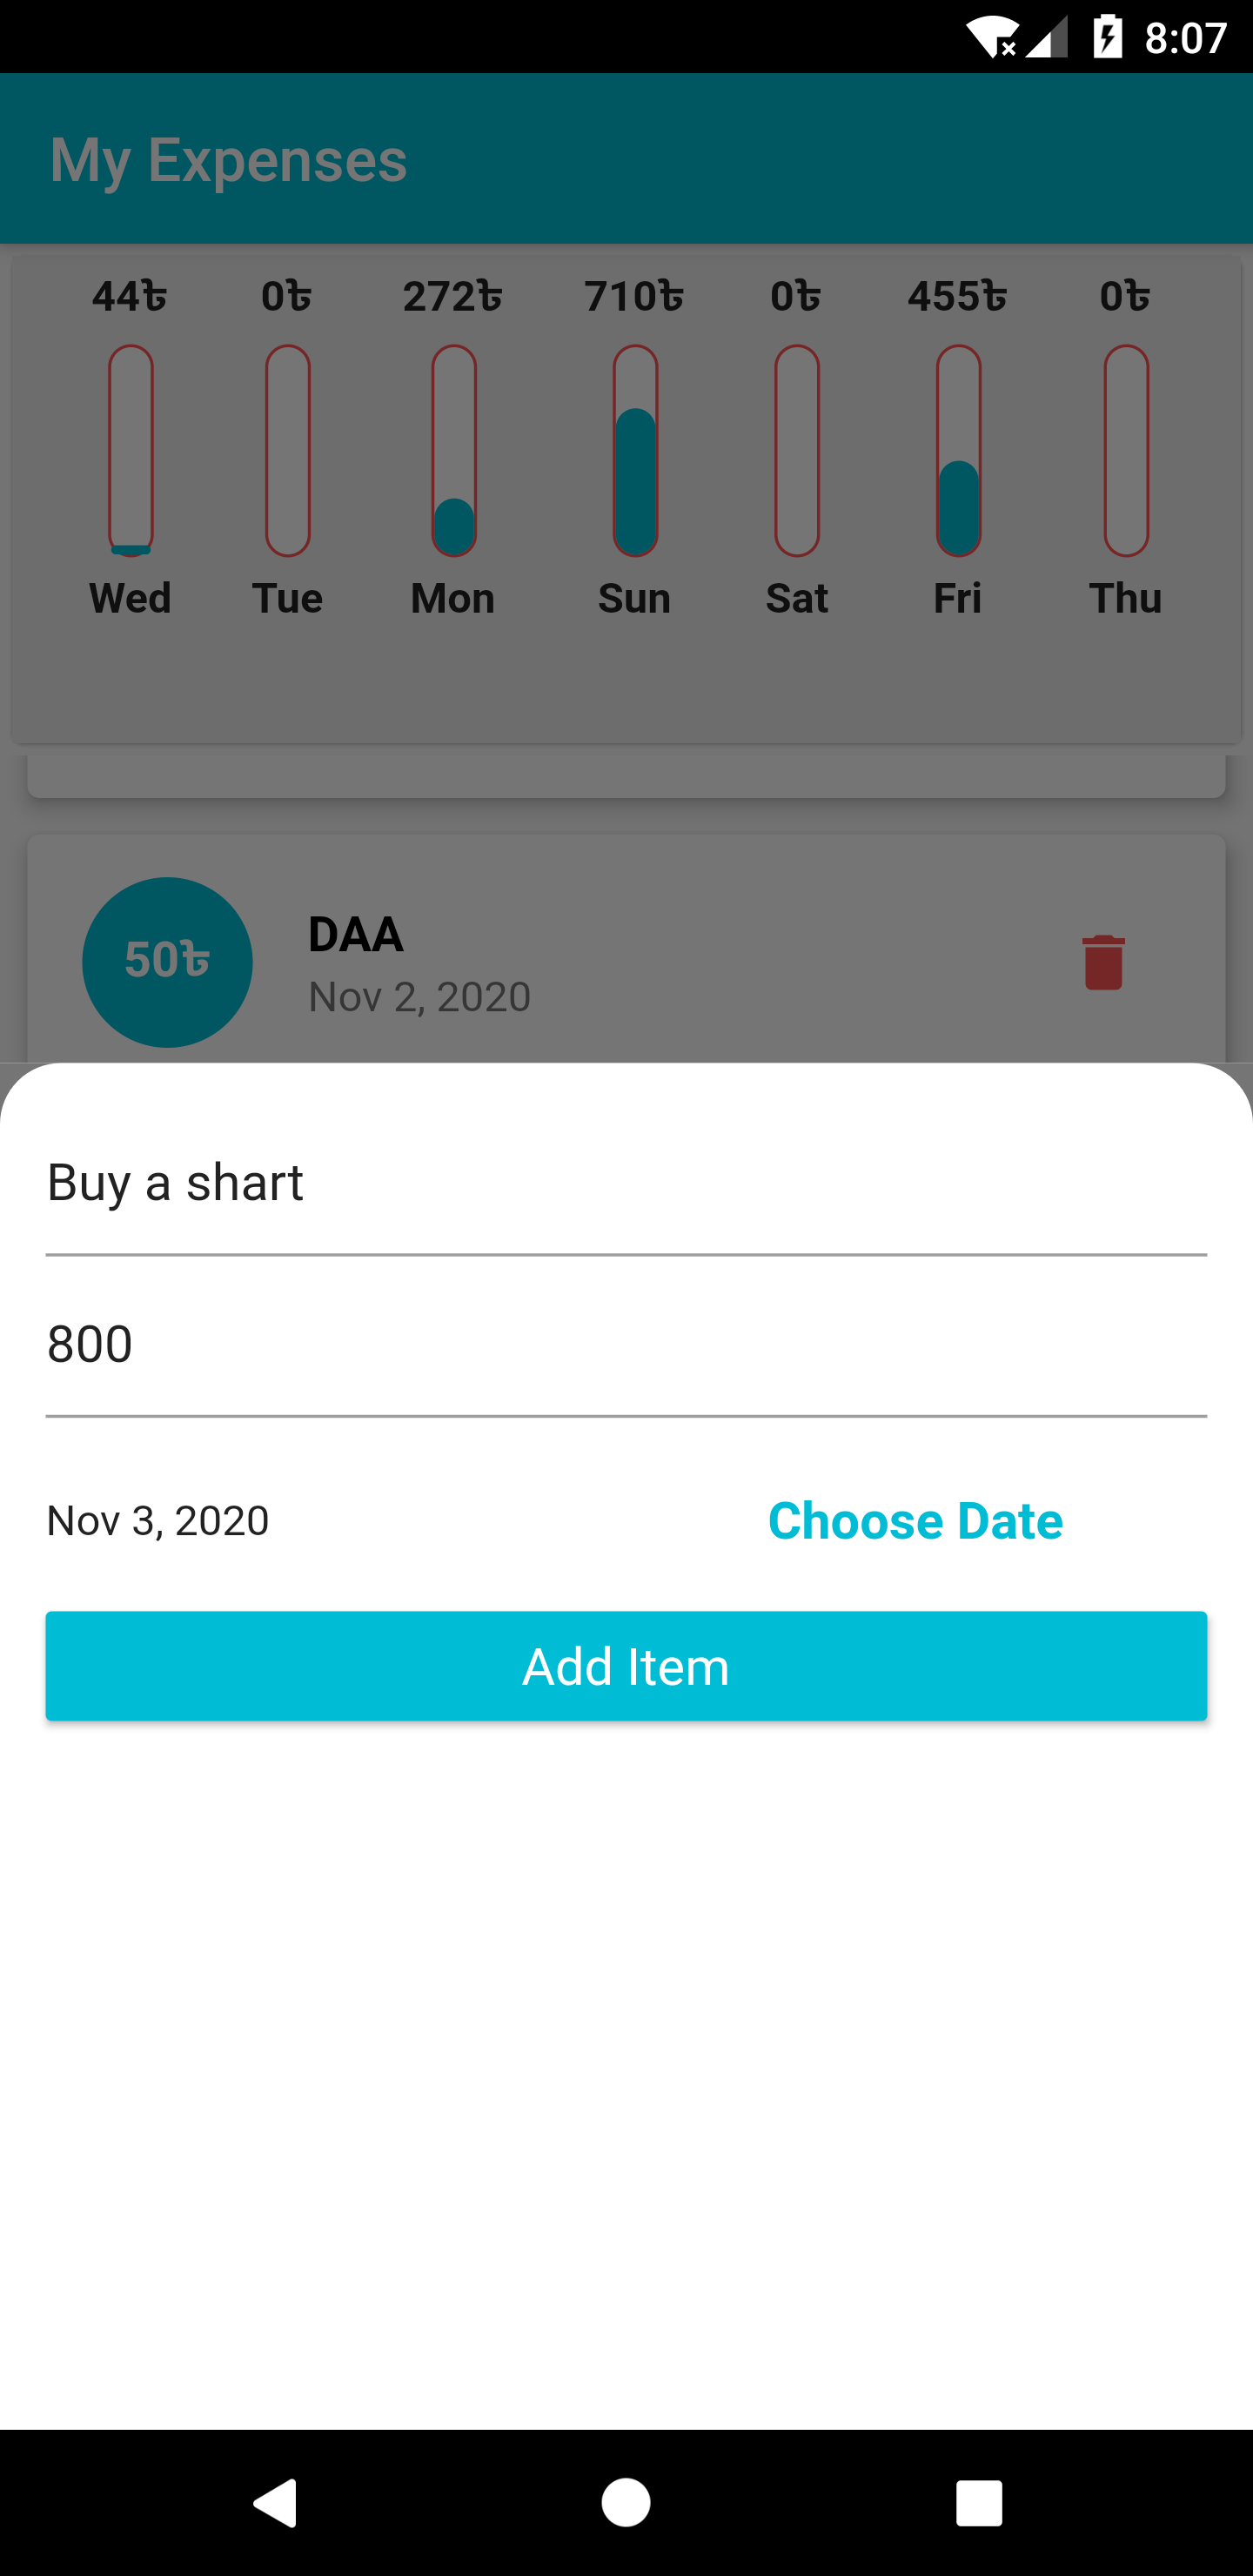 8:07
My Expenses
44৳ 0৳ 272৳ 710৳ 0৳ 455৳ 0৳
Wed Tue Mon Sun Sat Fri Thu
50৳
DAA
Nov 2, 2020
Buy a shart
800
Nov 3, 2020 Choose Date
Add Item